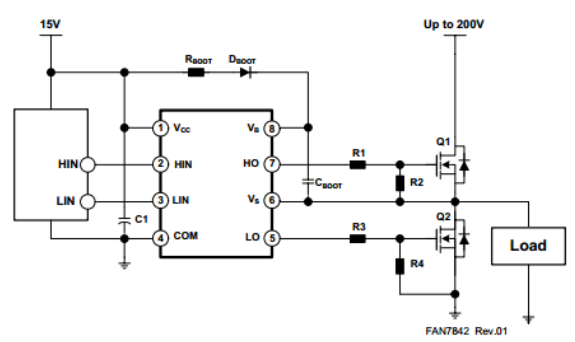 15V
Up to 200V
RBOOT
DBOOT
1 VCC
VB 8
Q1
HIN
2 HIN
HO 7
R1
R2
CBOOT
LIN
3 LIN
VS 6
C1
Q2
4 COM
LO 5
R3
R4
Load
FAN7842 Rev.01